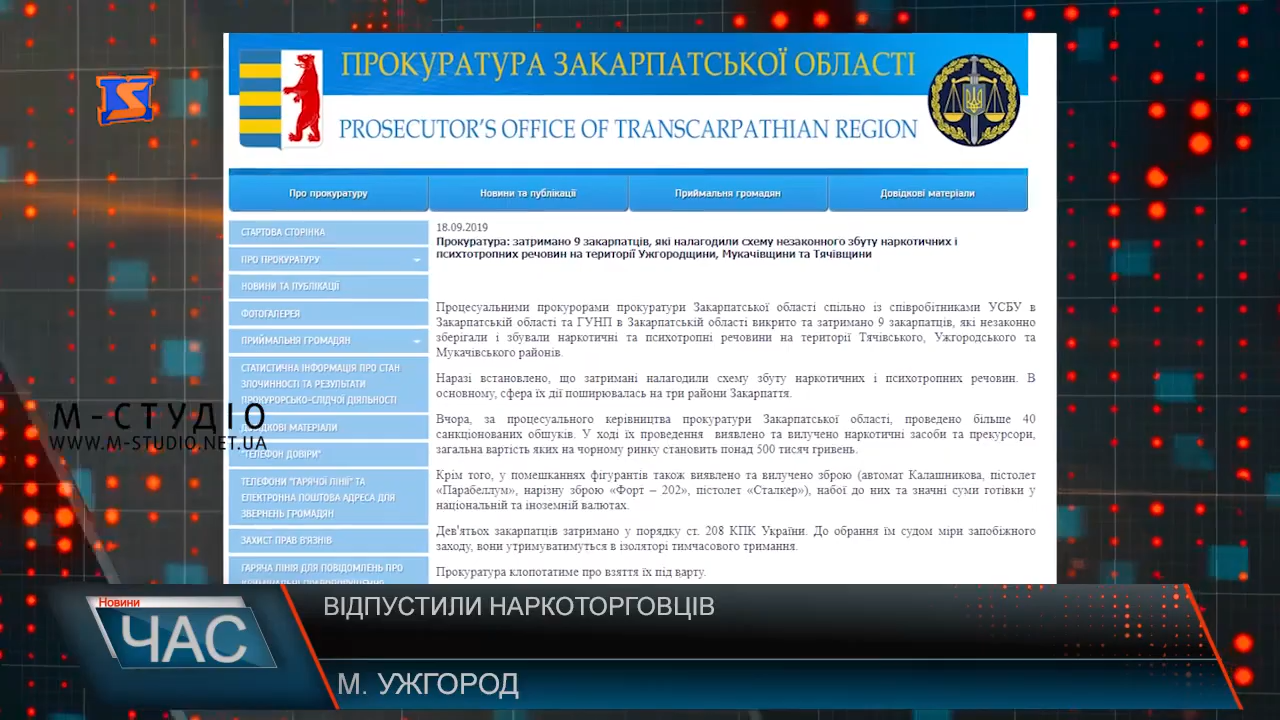 ПРОКУРАТУРА ЗАКАРПАТСЬКОЇ ОБЛАСТІ
PROSECUTOR'S OFFICE OF TRANSCARPATHIAN REGION
Про прокуратуру
Новини та публікації
Приймальня громадян
Довідкові матеріали
СТАРТОВА СТОРІНКА
ПРО ПРОКУРАТУРУ
НОВИНИ ТА ПУБЛІКАЦІЇ
ФОТОГАЛЕРЕЯ
ПРИЙМАЛЬНЯ ГРОМАДЯН
СТАТИСТИЧНА ІНФОРМАЦІЯ ПРО СТАН
ЗЛОЧИННОСТІ ТА РЕЗУЛЬТАТИ
ПРОКУРОРСЬКО-СЛІДЧОЇ ДІЯЛЬНОСТІ
ДОВІДКОВІ МАТЕРІАЛИ
"ТЕЛЕФОН ДОВІРИ"
ТЕЛЕФОНИ "ГАРЯЧОЇ ЛІНІЇ" ТА
ЕЛЕКТРОННА ПОШТОВА АДРЕСА ДЛЯ
ЗВЕРНЕНЬ ГРОМАДЯН
ЗАХИСТ ПРАВ В'ЯЗНІВ
ГАРЯЧА ЛІНІЯ ДЛЯ ПОВІДОМЛЕНЬ ПРО
18.09.2019
Прокуратура: затримано 9 закарпатців, які налагодили схему незаконного збуту наркотичних і
психтотропних речовин на території Ужгородщини, Мукачівщини та Тячівщини
Процесуальними прокурорами прокуратури Закарпатської області спільно із співробітниками УСБУ в
Закарпатській області та ГУНП в Закарпатській області викрито та затримано 9 закарпатців, які незаконно
зберігали і збували наркотичні та психотропні речовини на території Тячівського, Ужгородського та
Мукачівського районів.
Наразі встановлено, що затримані налагодили схему збуту наркотичних і психотропних речовин. В
основному, сфера їх дії поширювалась на три райони Закарпаття.
Вчора, за процесуального керівництва прокуратури Закарпатської області, проведено більше 40
санкціонованих обшуків. У ході їх проведення виявлено та вилучено наркотичні засоби та прекурсори,
загальна вартість яких на чорному ринку становить понад 500 тисяч гривень.
Крім того, у помешканнях фігурантів також виявлено та вилучено зброю (автомат Калашникова, пістолет
«Парабеллум», нарізну зброю «Форт – 202», пістолет «Сталкер»), набої до них та значні суми готівки у
національній та іноземній валютах.
Дев'ятьох закарпатців затримано у порядку ст. 208 КПК України. До обрання їм судом міри запобіжного
заходу, вони утримуватимуться в ізоляторі тимчасового тримання.
Прокуратура клопотатиме про взяття їх під варту.
М-СТУДІО
WWW.M-STUDIO.NET.UA
Новини
ЧАС
ВІДПУСТИЛИ НАРКОТОРГОВЦІВ
М. УЖГОРОД